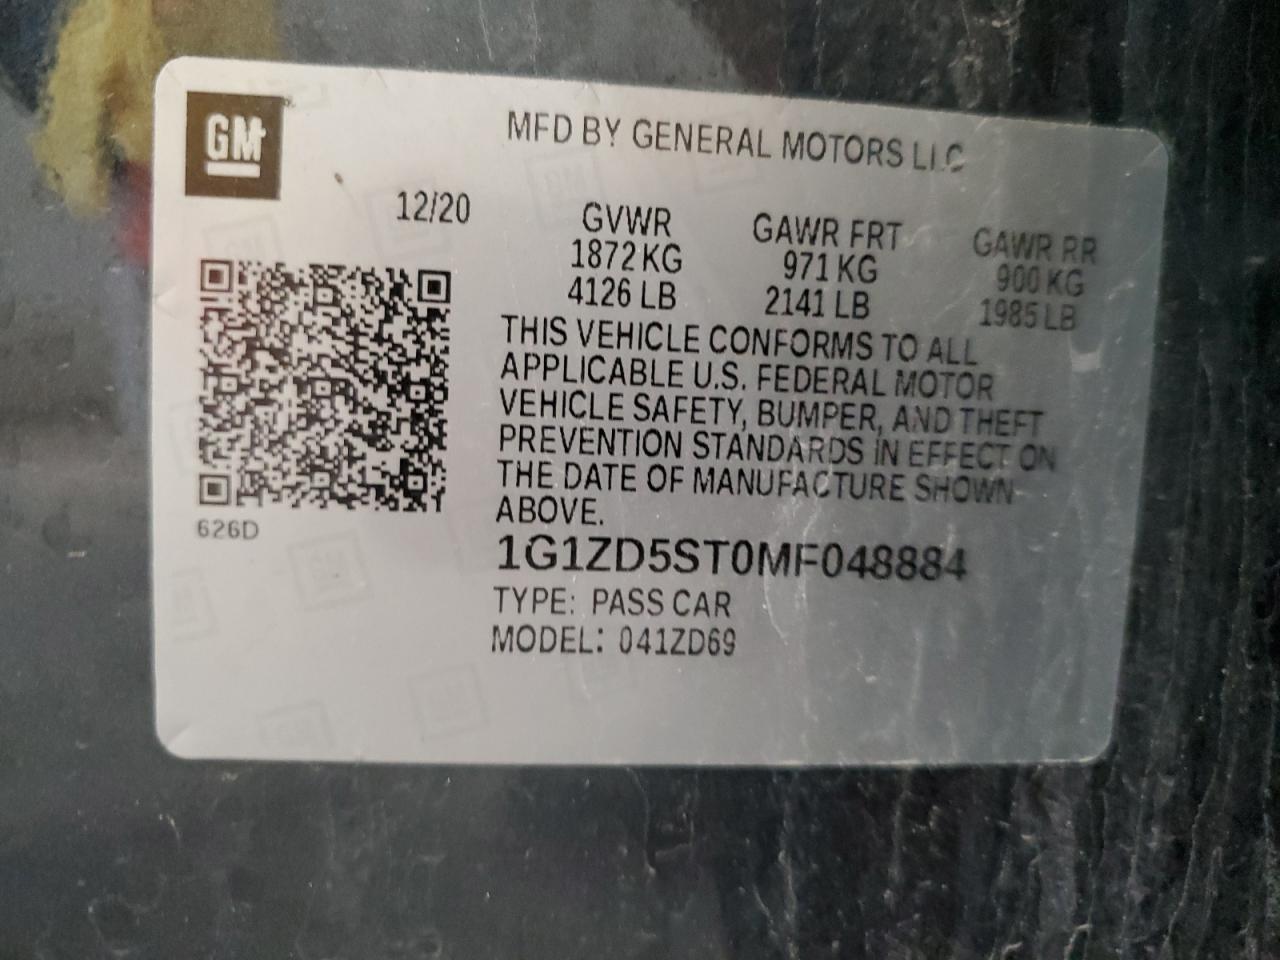 GM
MFD BY GENERAL MOTORS LLC
12/20
GVWR GAWR FRT GAWR RR
1872 KG 971 KG 900 KG
4126 LB 2141 LB 1985 LB
THIS VEHICLE CONFORMS TO ALL
APPLICABLE U.S. FEDERAL MOTOR
VEHICLE SAFETY, BUMPER, AND THEFT
PREVENTION STANDARDS IN EFFECT ON
THE DATE OF MANUFACTURE SHOWN
ABOVE.
626D
1G1ZD5ST0MF048884
TYPE: PASS CAR
MODEL: 041ZD69